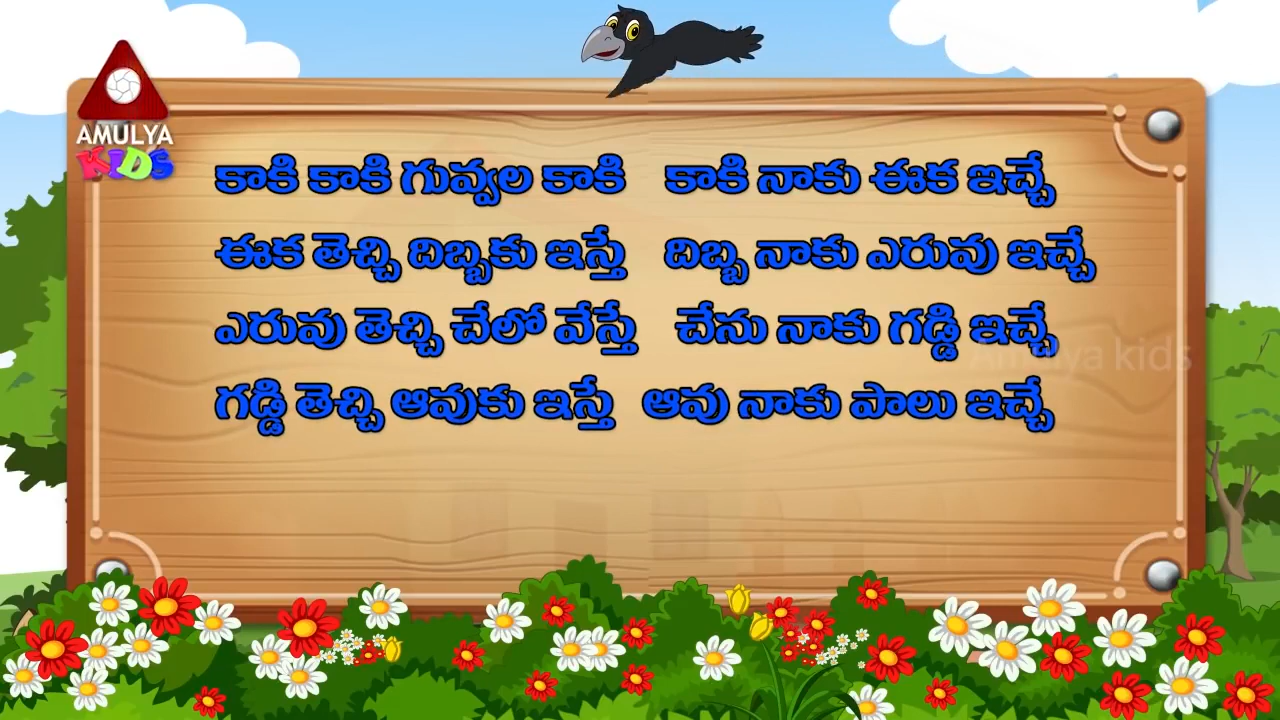 AMULYA
KIDS
కాకి కాకి గువ్వల కాకి కాకి నాకు ఈక ఇచ్చే
ఈక తెచ్చి దిబ్బకు ఇస్తే దిబ్బ నాకు ఎరువు ఇచ్చే
ఎరువు తెచ్చి చేలో వేస్తే చేను నాకు గడ్డి ఇచ్చే
Amulya kids
గడ్డి తెచ్చి ఆవుకు ఇస్తే ఆవు నాకు పాలు ఇచ్చే